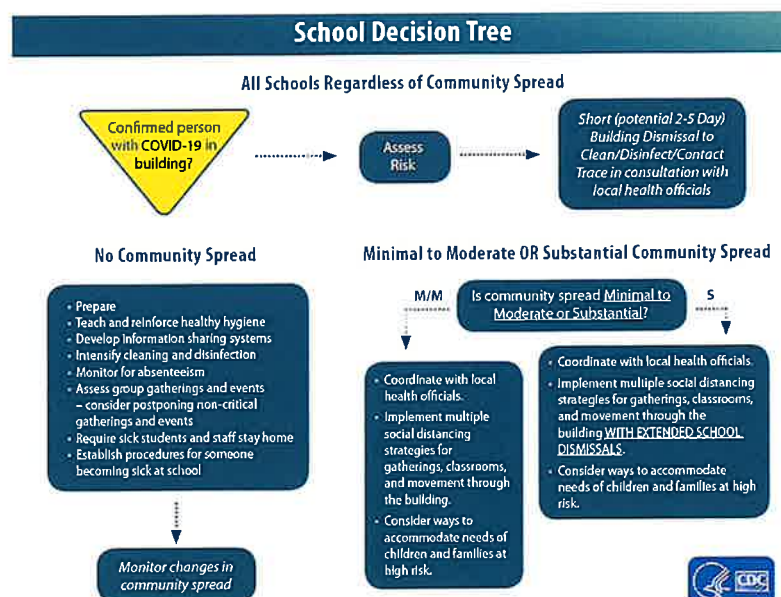 School Decision Tree
All Schools Regardless of Community Spread
Confirmed person
with COVID-19 in
building?
Assess
Risk
Short (potential 2-5 Day)
Building Dismissal to
Clean/Disinfect/Contact
Trace in consultation with
local health officials
No Community Spread
• Prepare
• Teach and reinforce healthy hygiene
• Develop information sharing systems
• Intensify cleaning and disinfection
• Monitor for absenteeism
• Assess group gatherings and events
– consider postponing non-critical
gatherings and events
• Require sick students and staff stay home
• Establish procedures for someone
becoming sick at school
Monitor changes in
community spread
Minimal to Moderate OR Substantial Community Spread
M/M
Is community spread Minimal to
Moderate or Substantial?
S
• Coordinate with local
health officials.
• Implement multiple
social distancing
strategies for
gatherings, classrooms,
and movement through
the building.
• Consider ways to
accommodate needs of
children and families at
high risk.
• Coordinate with local health officials.
• Implement multiple social distancing
strategies for gatherings, classrooms,
and movement through the
building WITH EXTENDED SCHOOL
DISMISSALS.
• Consider ways to accommodate
needs of children and families at high
risk.
CDC